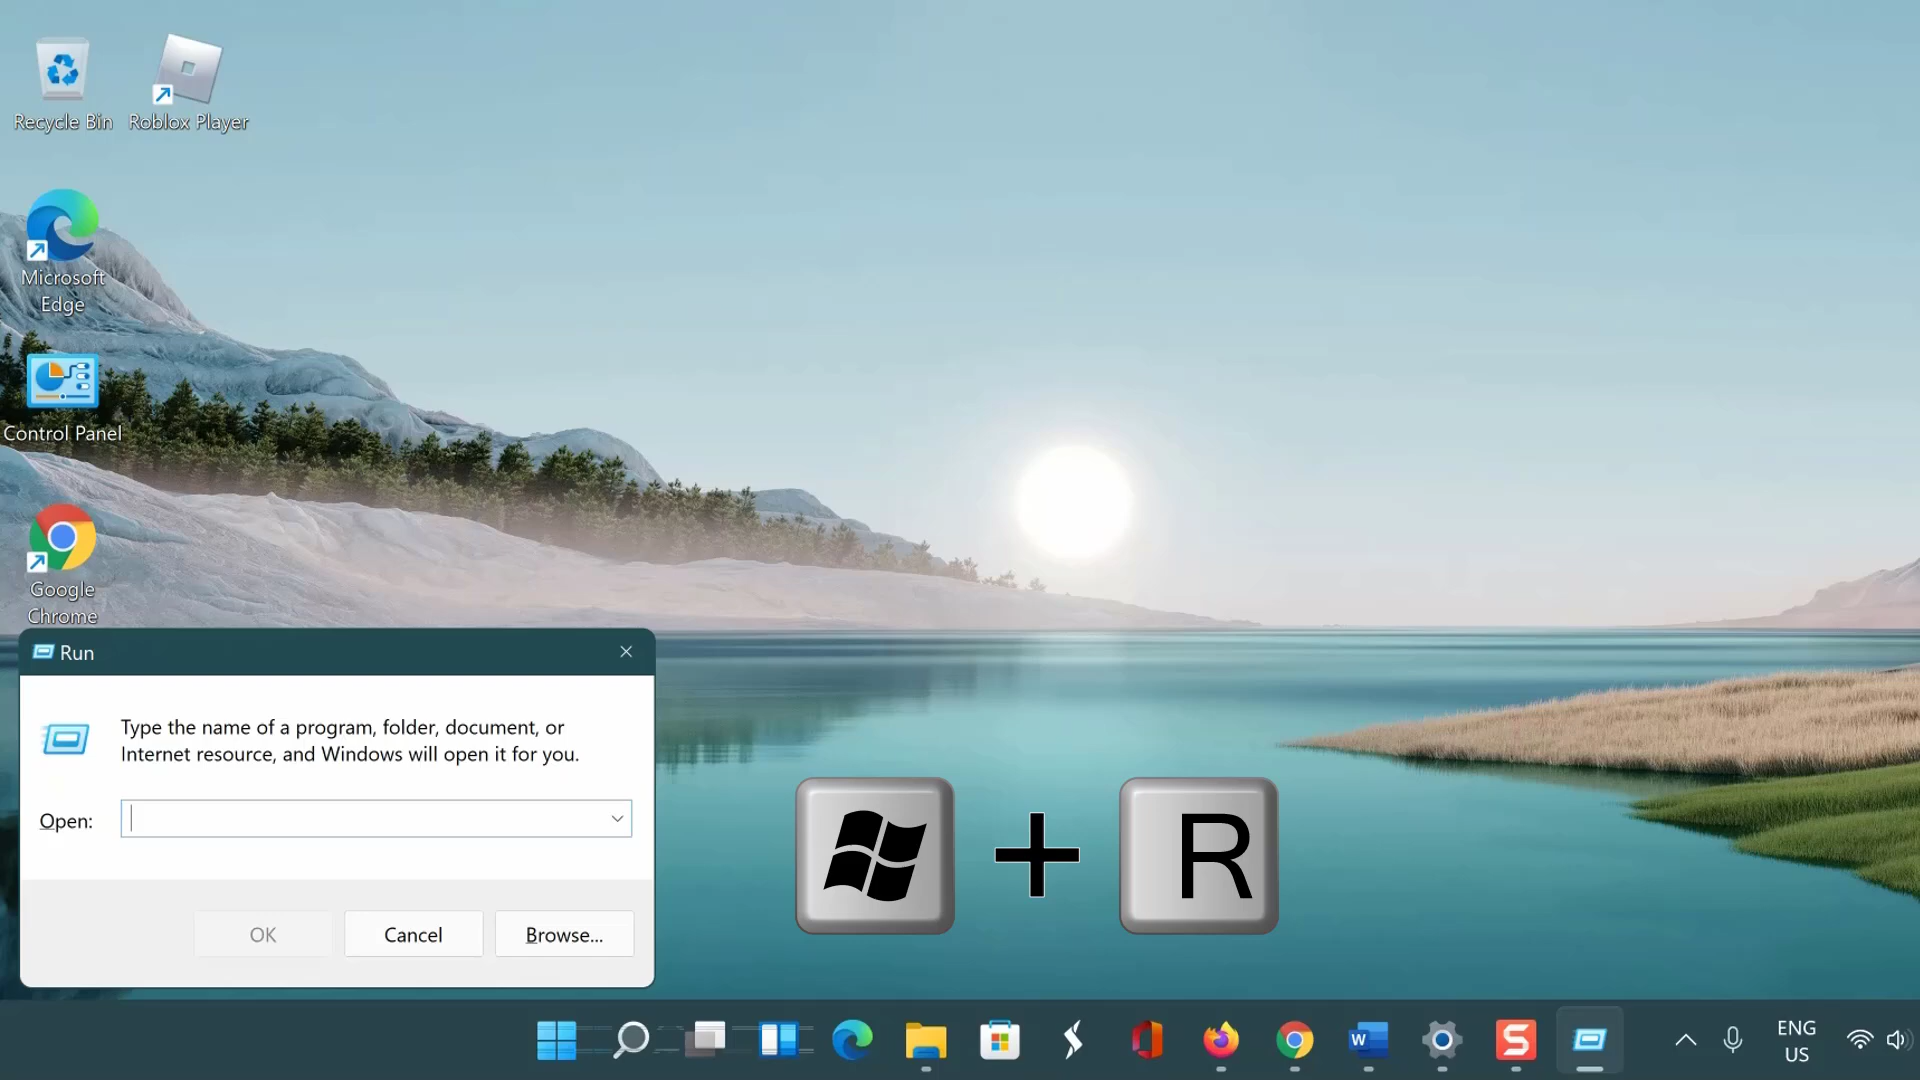 Recycle Bin
Roblox Player
Microsoft
Edge
Control Panel
Google
Chrome
Run
Type the name of a program, folder, document, or
Internet resource, and Windows will open it for you.
Open:
OK
Cancel
Browse...
+
R
W
S
ENG
US